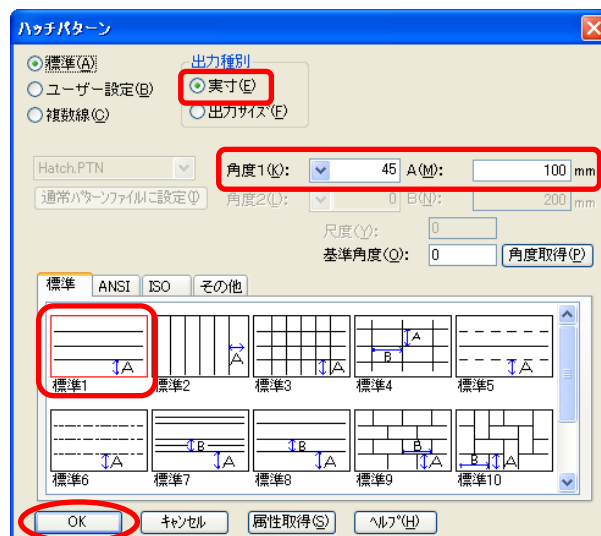 ハッチパターン
標準(A)
ユーザー設定(B)
複数線(C)
出力種別
実寸(E)
出力サイズ(F)
Hatch.PTN
通常パターンファイルに設定(I)
角度1(K): 45 A(M): 100 mm
角度2(L): 0 B(N): 200 mm
尺度(Y): 0
基準角度(O): 0 角度取得(P)
標準 ANSI ISO その他
A A A A B A
標準1 標準2 標準3 標準4 標準5
A B A B A B A B A
標準6 標準7 標準8 標準9 標準10
OK キャンセル 属性取得(S) ヘルプ(H)